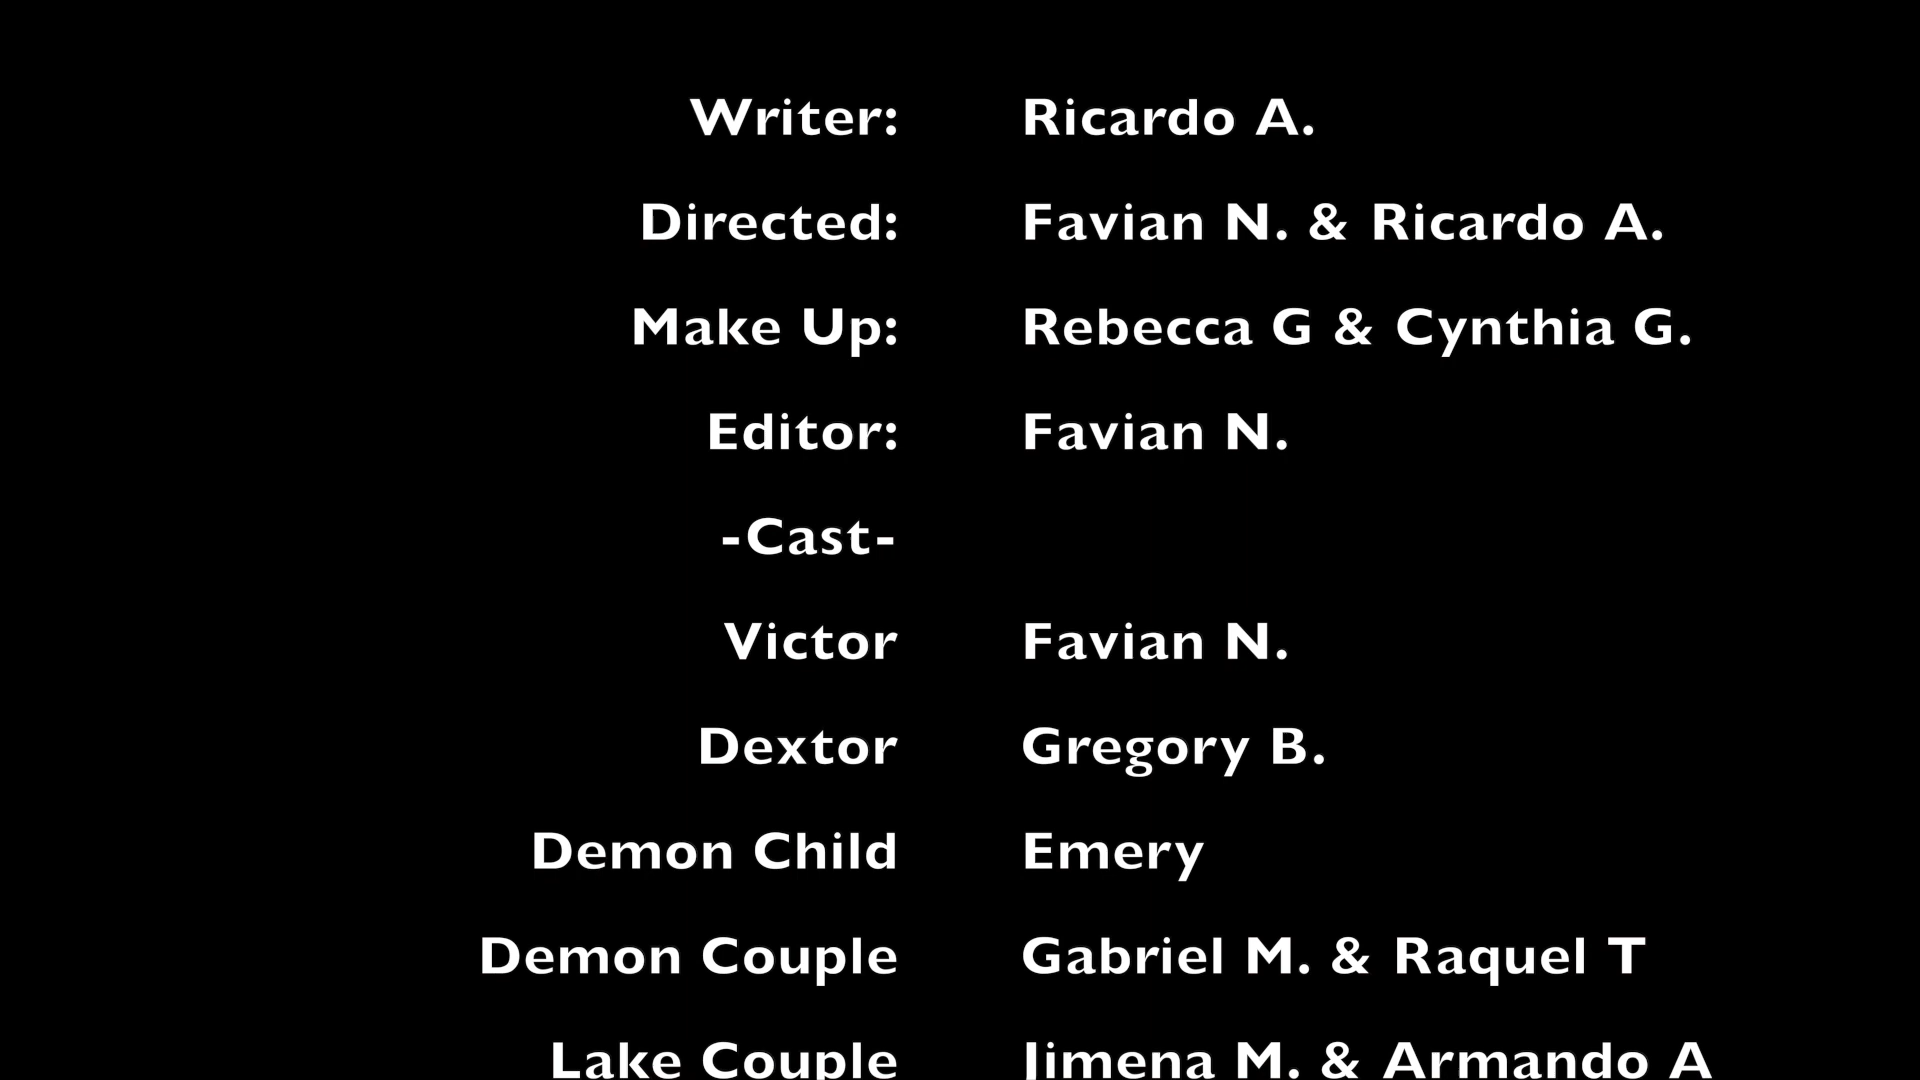 Writer: Ricardo A.
Directed: Favian N. & Ricardo A.
Make Up: Rebecca G & Cynthia G.
Editor: Favian N.
-Cast-
Victor Favian N.
Dextor Gregory B.
Demon Child Emery
Demon Couple Gabriel M. & Raquel T
Lake Couple Jimena M. & Armando A